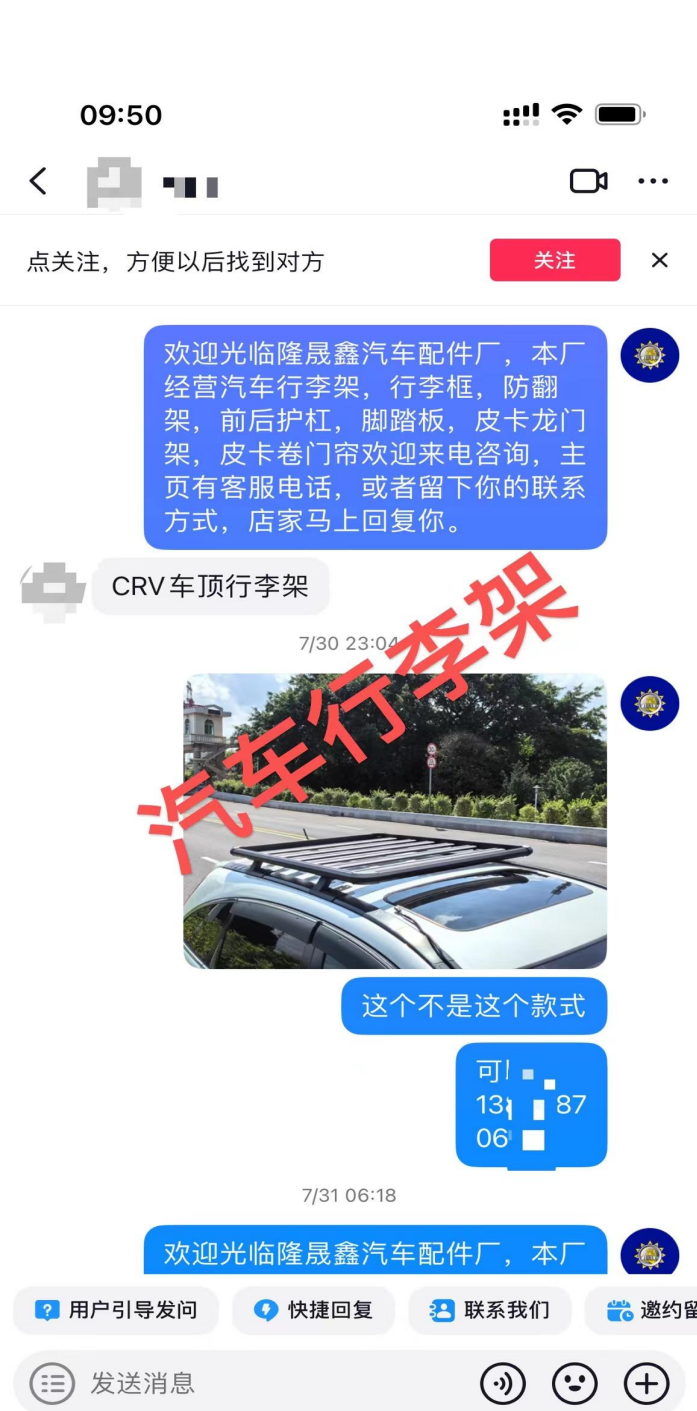 09:50
点关注，方便以后找到对方
关注
欢迎光临隆晟鑫汽车配件厂，本厂
经营汽车行李架，行李框，防翻
架，前后护杠，脚踏板，皮卡龙门
架，皮卡卷门帘欢迎来电咨询，主
页有客服电话，或者留下你的联系
方式，店家马上回复你。
CRV车顶行李架
7/30 23:04
汽车行李架
这个不是这个款式
可
13 87
06
7/31 06:18
欢迎光临隆晟鑫汽车配件厂，本厂
用户引导发问
快捷回复
联系我们
邀约留
发送消息